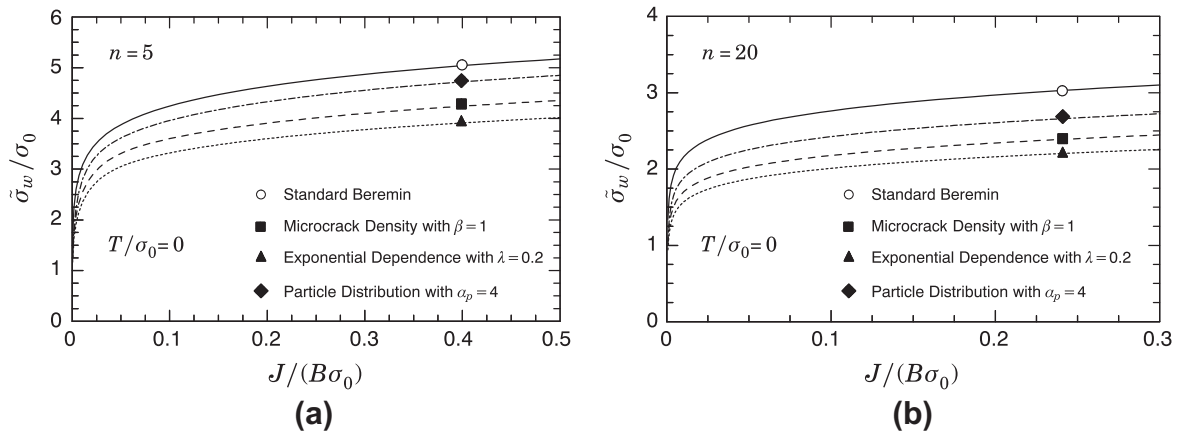 6
5
4
3
2
1
0
σ̃w/σ0
n = 5
T/σ0 = 0
Standard Beremin
Microcrack Density with β = 1
Exponential Dependence with λ = 0.2
Particle Distribution with αp = 4
0 0.1 0.2 0.3 0.4 0.5
J/(Bσ0)
(a)
4
3
2
1
0
σ̃w/σ0
n = 20
T/σ0 = 0
Standard Beremin
Microcrack Density with β = 1
Exponential Dependence with λ = 0.2
Particle Distribution with αp = 4
0 0.1 0.2 0.3
J/(Bσ0)
(b)